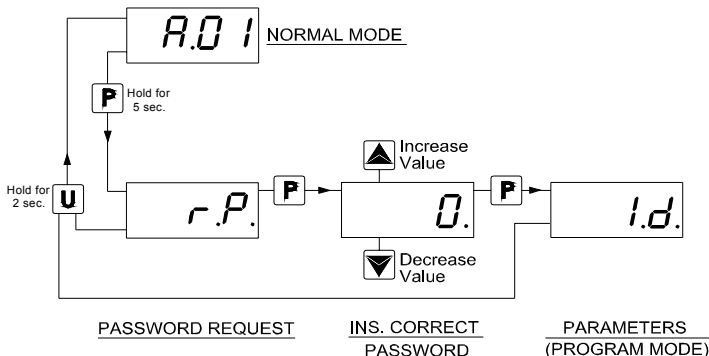 A.01
NORMAL MODE
P
Hold for
5 sec.
Hold for
2 sec.
U
r.P.
P
Increase
Value
0.
Decrease
Value
P
1.d.
PASSWORD REQUEST
INS. CORRECT
PASSWORD
PARAMETERS
(PROGRAM MODE)